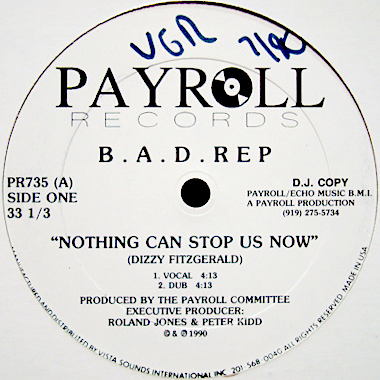 VGR 7/90
PAYROLL
RECORDS
B.A.D.REP
PR735 (A)
SIDE ONE
33 1/3
D.J. COPY
PAYROLL/ECHO MUSIC B.M.I.
A PAYROLL PRODUCTION
(919) 275-5734
"NOTHING CAN STOP US NOW"
(DIZZY FITZGERALD)
1. VOCAL 4:13
2. DUB 4:13
PRODUCED BY THE PAYROLL COMMITTEE
EXECUTIVE PRODUCER:
ROLAND JONES & PETER KIDD
© & ℗ 1990
MANUFACTURED AND DISTRIBUTED BY VISTA SOUNDS INTERNATIONAL INC. 201 568 0040 ALL RIGHTS RESERVED. MADE IN USA